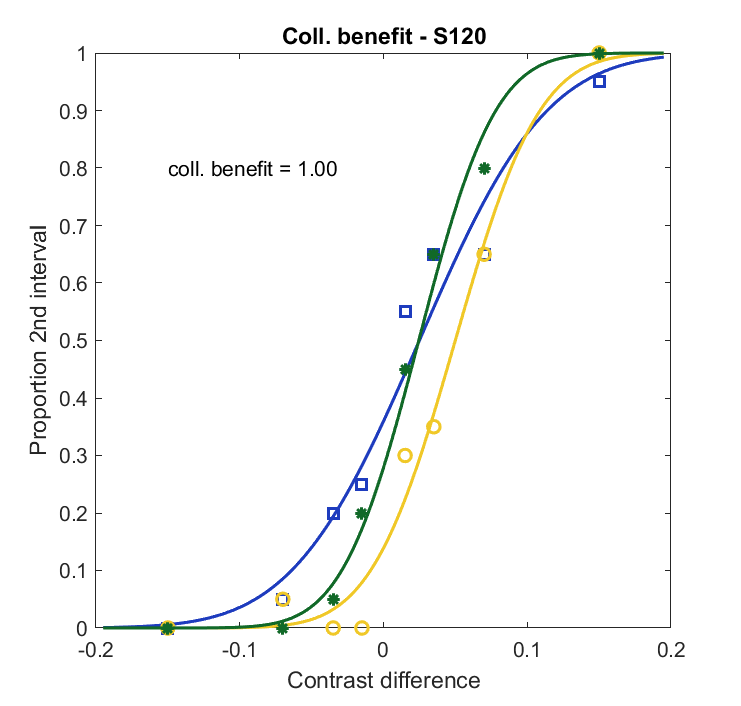 Coll. benefit - S120
1
0.9
0.8
0.7
0.6
0.5
0.4
0.3
0.2
0.1
0
coll. benefit = 1.00
Proportion 2nd interval
-0.2 -0.1 0 0.1 0.2
Contrast difference